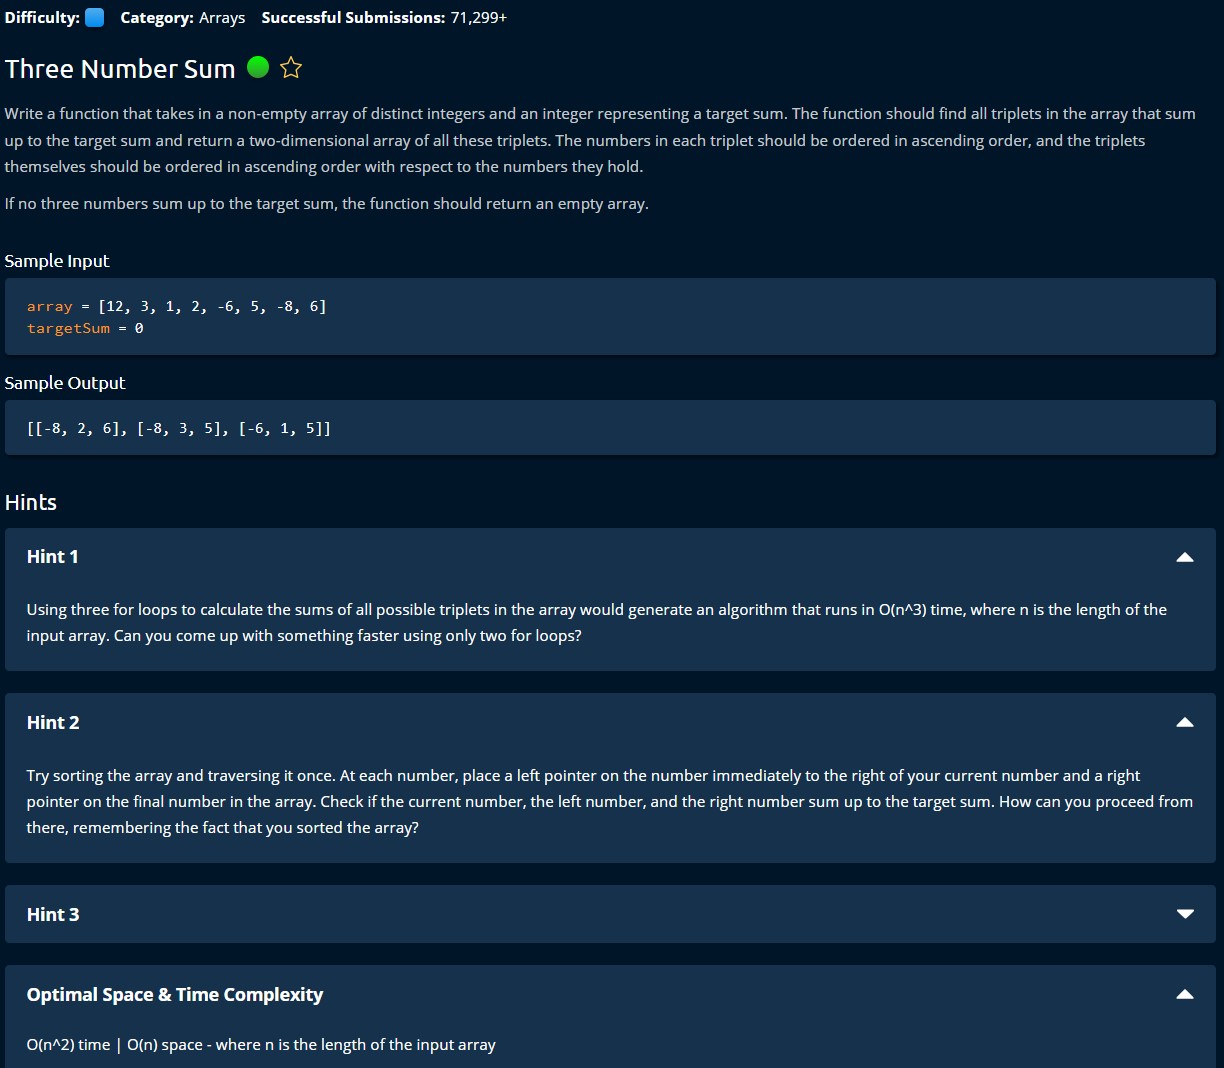 Difficulty: Category: Arrays Successful Submissions: 71,299+
Three Number Sum
Write a function that takes in a non-empty array of distinct integers and an integer representing a target sum. The function should find all triplets in the array that sum
up to the target sum and return a two-dimensional array of all these triplets. The numbers in each triplet should be ordered in ascending order, and the triplets
themselves should be ordered in ascending order with respect to the numbers they hold.
If no three numbers sum up to the target sum, the function should return an empty array.
Sample Input
array = [12, 3, 1, 2, -6, 5, -8, 6]
targetSum = 0
Sample Output
[[-8, 2, 6], [-8, 3, 5], [-6, 1, 5]]
Hints
Hint 1
Using three for loops to calculate the sums of all possible triplets in the array would generate an algorithm that runs in O(n^3) time, where n is the length of the
input array. Can you come up with something faster using only two for loops?
Hint 2
Try sorting the array and traversing it once. At each number, place a left pointer on the number immediately to the right of your current number and a right
pointer on the final number in the array. Check if the current number, the left number, and the right number sum up to the target sum. How can you proceed from
there, remembering the fact that you sorted the array?
Hint 3
Optimal Space & Time Complexity
O(n^2) time | O(n) space - where n is the length of the input array